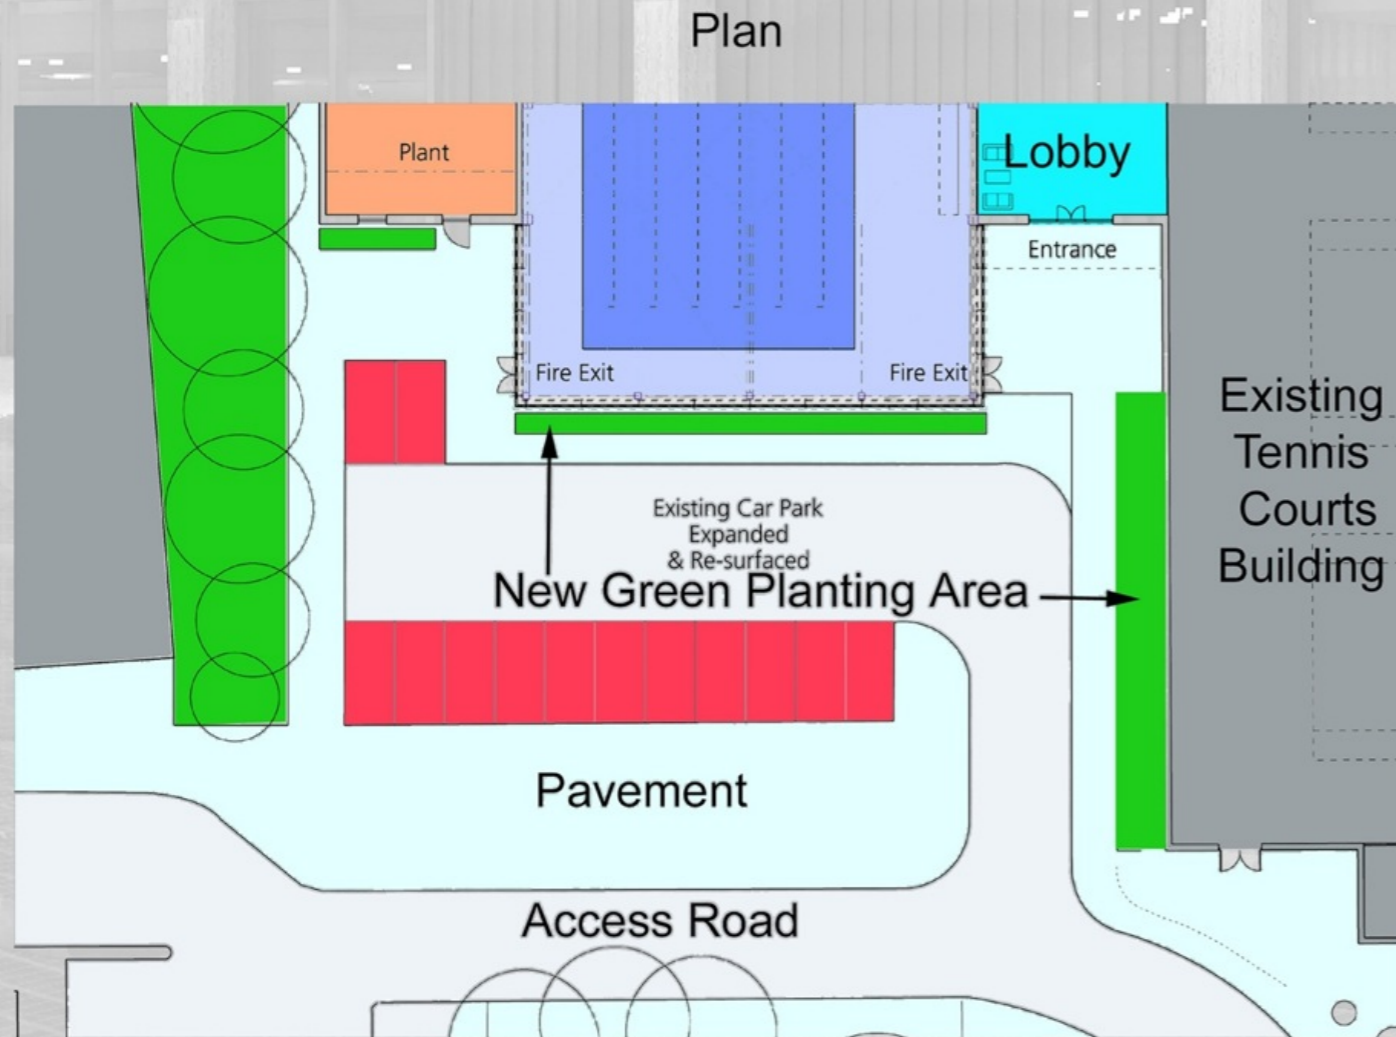 Plan
Plant
Lobby
Entrance
Fire Exit
Fire Exit
Existing
Tennis
Courts
Building
Existing Car Park
Expanded
& Re-surfaced
New Green Planting Area
Pavement
Access Road